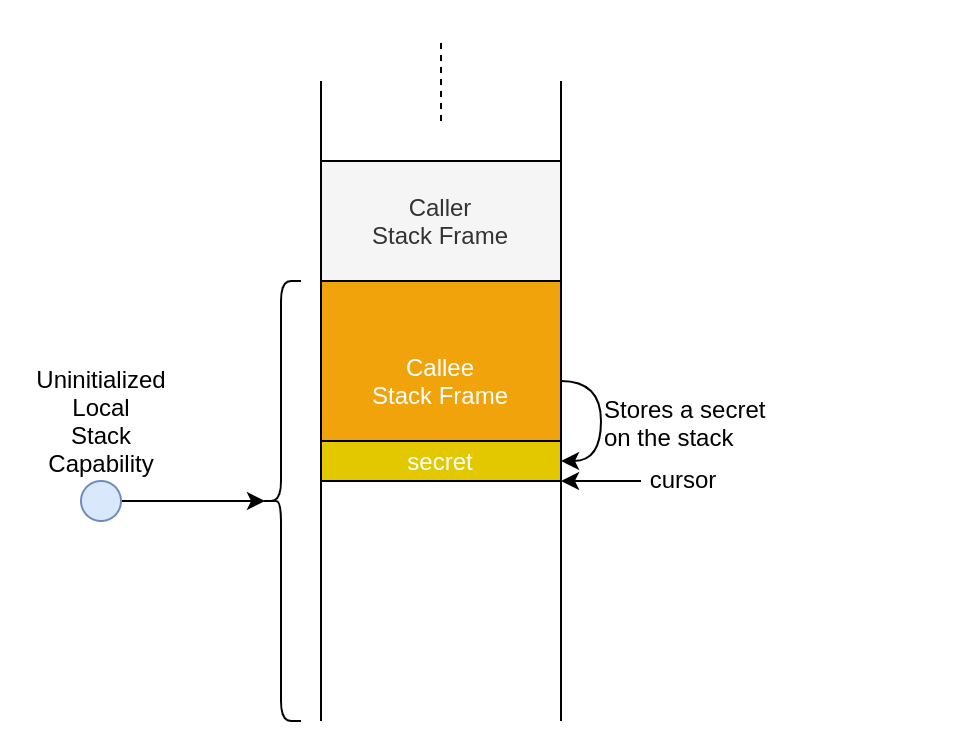 Caller
Stack Frame
Callee
Stack Frame
Uninitialized
Local
Stack
Capability
Stores a secret
on the stack
secret
cursor